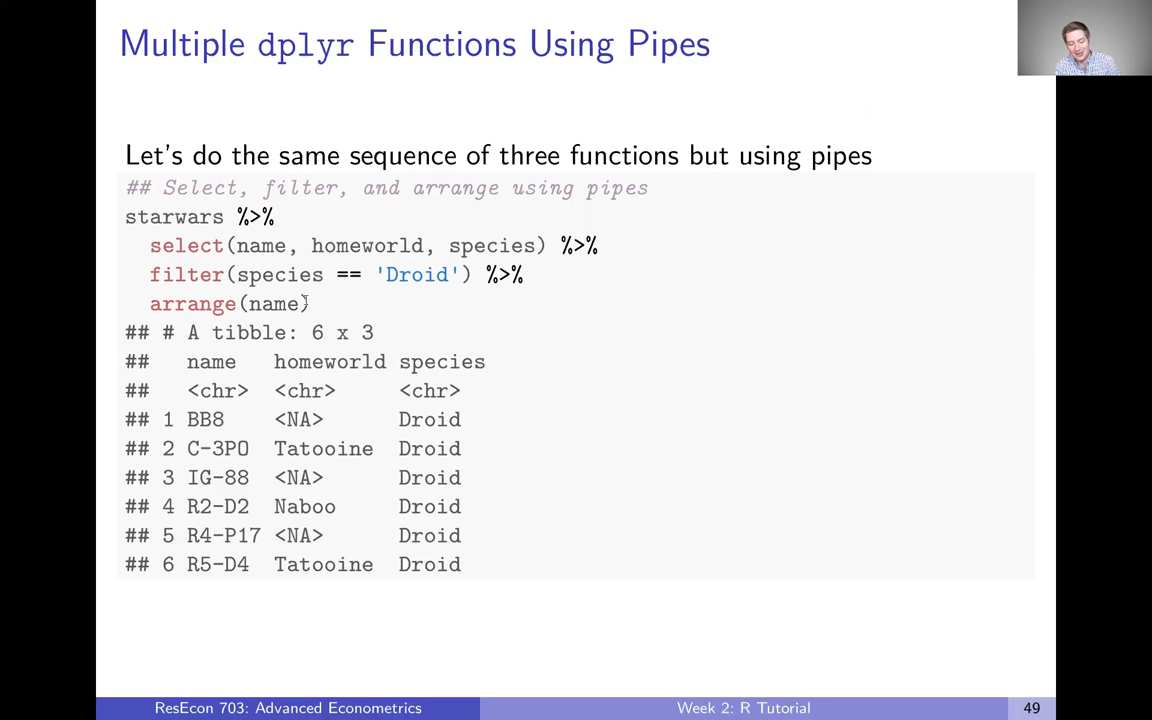 Multiple dplyr Functions Using Pipes
Let's do the same sequence of three functions but using pipes
## Select, filter, and arrange using pipes
starwars %>%
  select(name, homeworld, species) %>%
  filter(species == 'Droid') %>%
  arrange(name)
## # A tibble: 6 x 3
##   name   homeworld species
##   <chr>  <chr>     <chr>
## 1 BB8    <NA>      Droid
## 2 C-3PO  Tatooine  Droid
## 3 IG-88  <NA>      Droid
## 4 R2-D2  Naboo     Droid
## 5 R4-P17 <NA>      Droid
## 6 R5-D4  Tatooine  Droid
ResEcon 703: Advanced Econometrics Week 2: R Tutorial 49